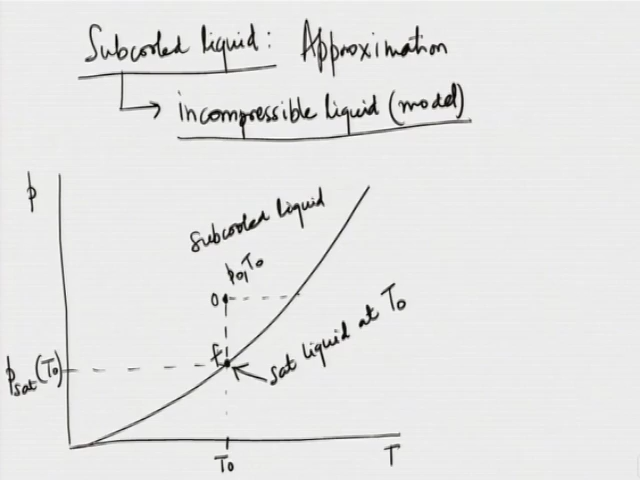 Subcooled liquid: Approximation
incompressible liquid (model)
p
subcooled liquid
p0, T0
0
sat liquid at T0
f
psat(T0)
T0
T